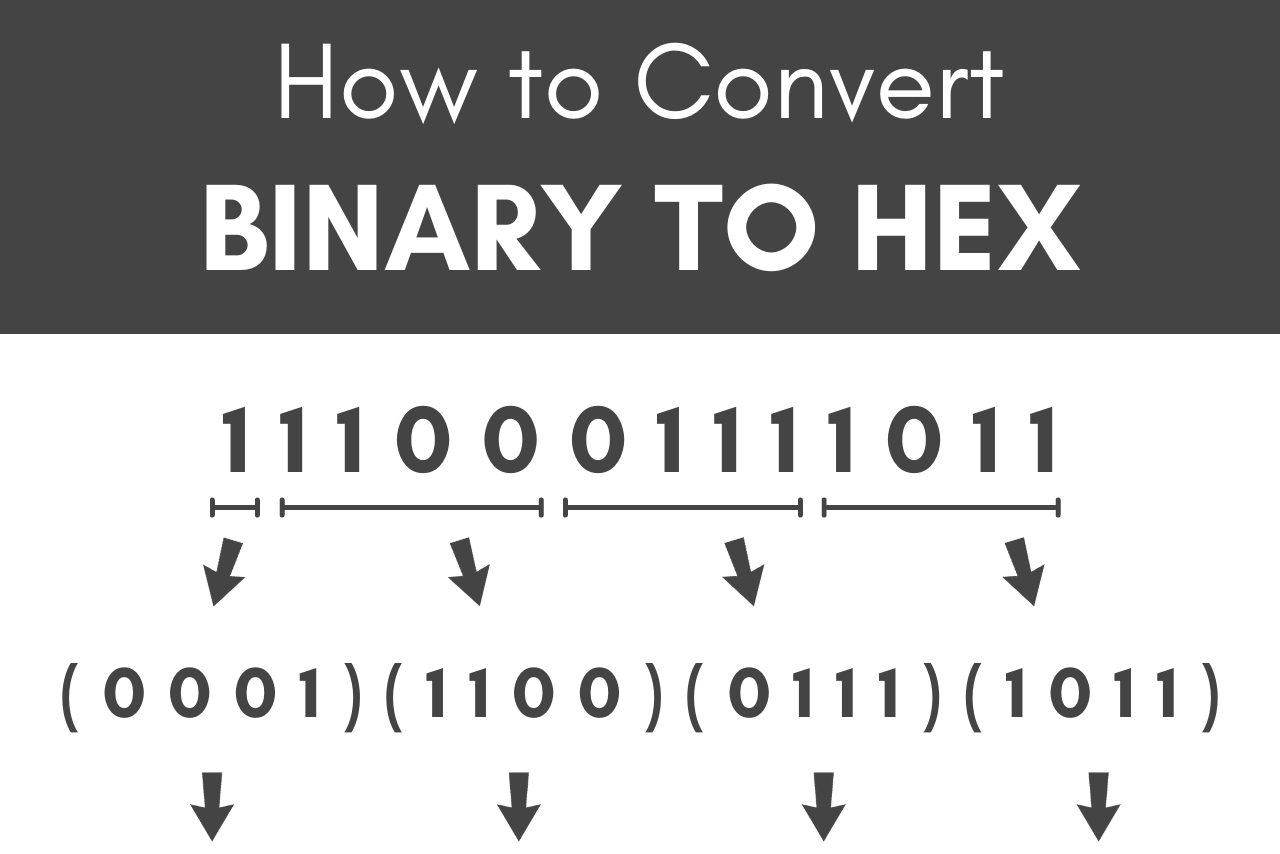 How to Convert
BINARY TO HEX
1 1 1 0 0 0 1 1 1 1 0 1 1
( 0 0 0 1 ) ( 1 1 0 0 ) ( 0 1 1 1 ) ( 1 0 1 1 )